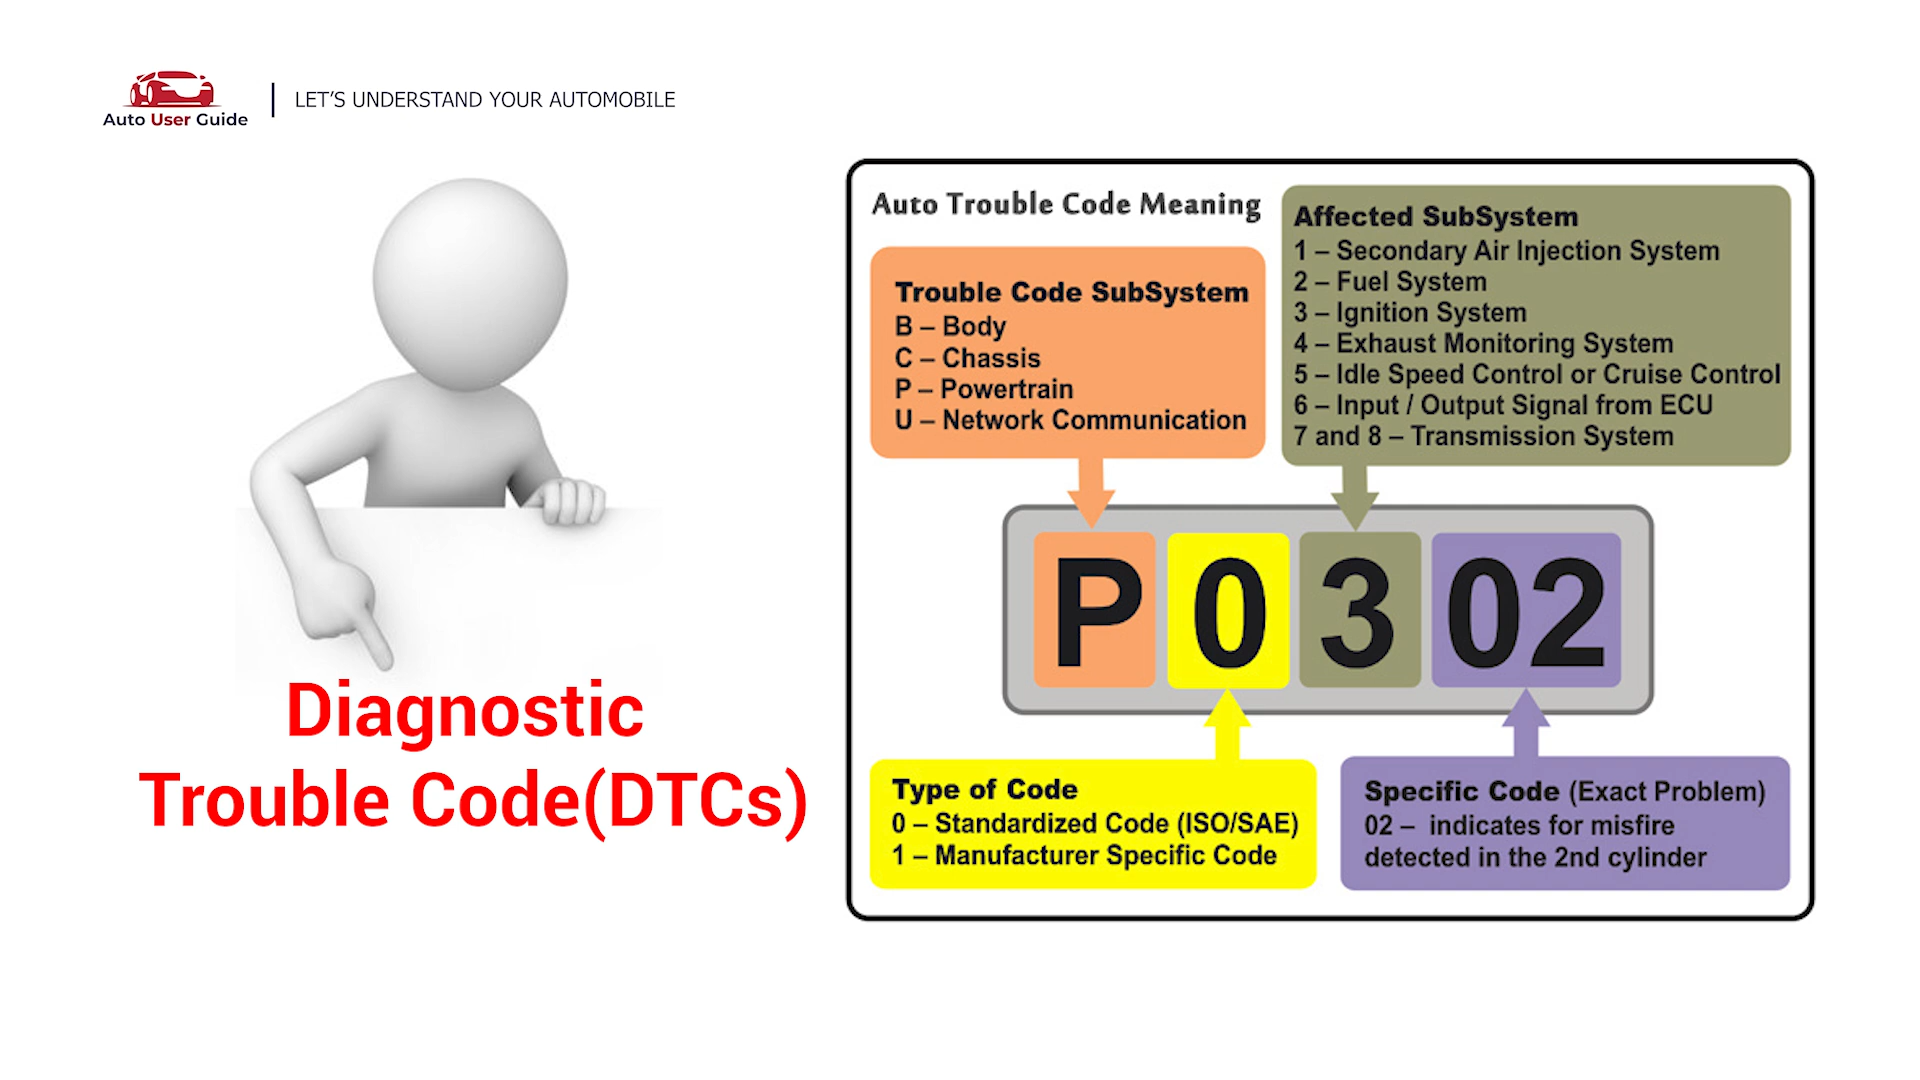 Auto User Guide
LET'S UNDERSTAND YOUR AUTOMOBILE
Diagnostic
Trouble Code(DTCs)
Auto Trouble Code Meaning
Trouble Code SubSystem
B – Body
C – Chassis
P – Powertrain
U – Network Communication
Affected SubSystem
1 – Secondary Air Injection System
2 – Fuel System
3 – Ignition System
4 – Exhaust Monitoring System
5 – Idle Speed Control or Cruise Control
6 – Input / Output Signal from ECU
7 and 8 – Transmission System
P 0 3 02
Type of Code
0 – Standardized Code (ISO/SAE)
1 – Manufacturer Specific Code
Specific Code (Exact Problem)
02 – indicates for misfire
detected in the 2nd cylinder